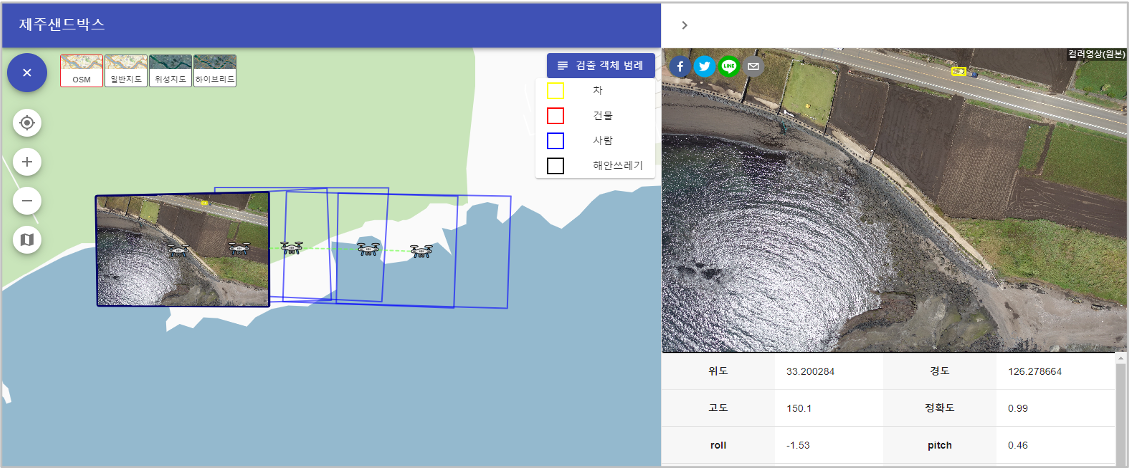 제주샌드박스
OSM
일반지도
위성지도
하이브리드
검출 객체 범례
차
건물
사람
해안쓰레기
컬러영상(원본)
LINE
위도 33.200284 경도 126.278664
고도 150.1 정확도 0.99
roll -1.53 pitch 0.46